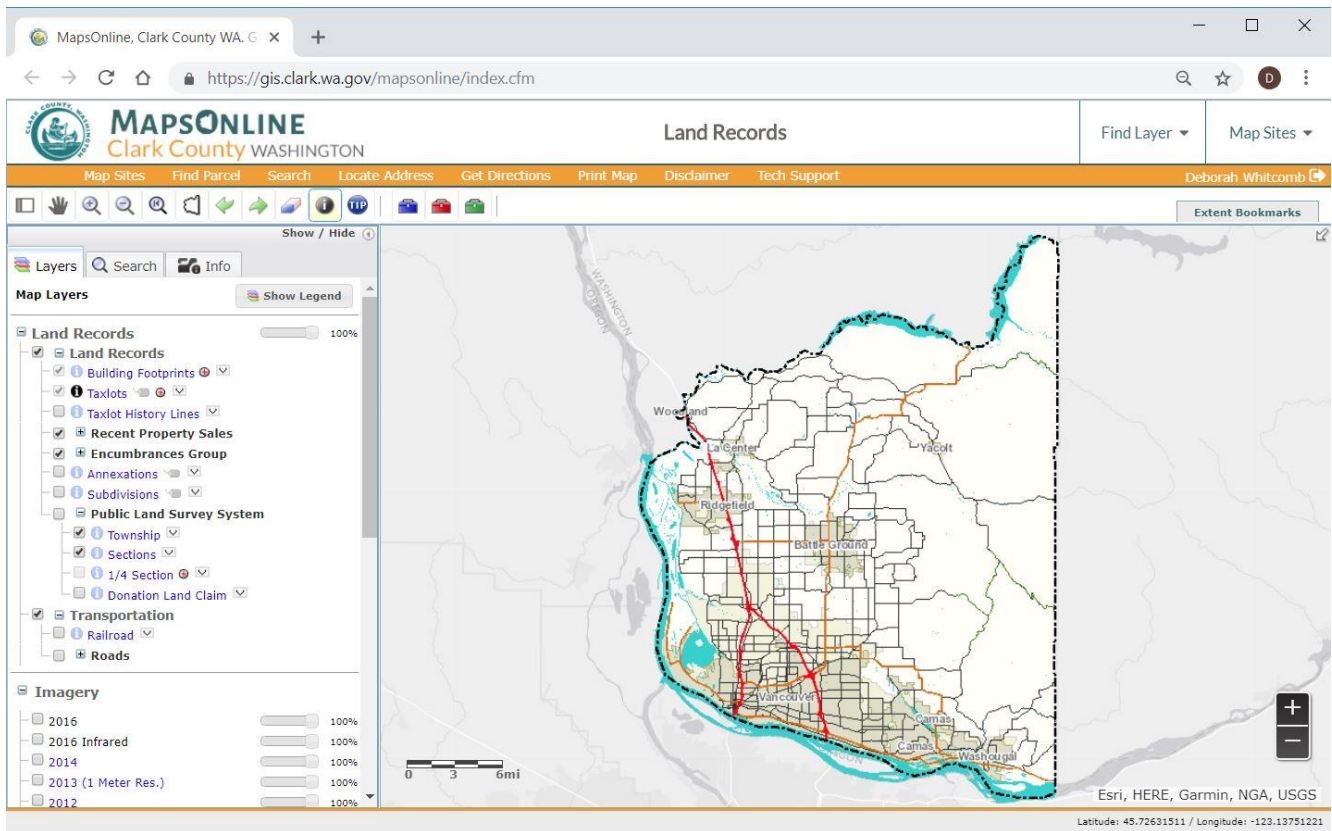 MapsOnline, Clark County WA. G
https://gis.clark.wa.gov/mapsonline/index.cfm
D
CLARK COUNTY, WASHINGTON
MAPSONLINE
Clark County WASHINGTON
Land Records
Find Layer
Map Sites
Map Sites Find Parcel Search Locate Address Get Directions Print Map Disclaimer Tech Support
Deborah Whitcomb
TIP
Extent Bookmarks
Show / Hide
Layers Search Info
Map Layers
Show Legend
Land Records 100%
Land Records
Building Footprints
Taxlots
Taxlot History Lines
Recent Property Sales
Encumbrances Group
Annexations
Subdivisions
Public Land Survey System
Township
Sections
1/4 Section
Donation Land Claim
Transportation
Railroad
Roads
Imagery
2016 100%
2016 Infrared 100%
2014 100%
2013 (1 Meter Res.) 100%
2012 100%
WASHINGTON
OREGON
Woodland
La Center
Yacolt
Ridgefield
Battle Ground
Vancouver
Camas
Camas
Washougal
0 3 6mi
+
−
Esri, HERE, Garmin, NGA, USGS
Latitude: 45.72631511 / Longitude: -123.13751221